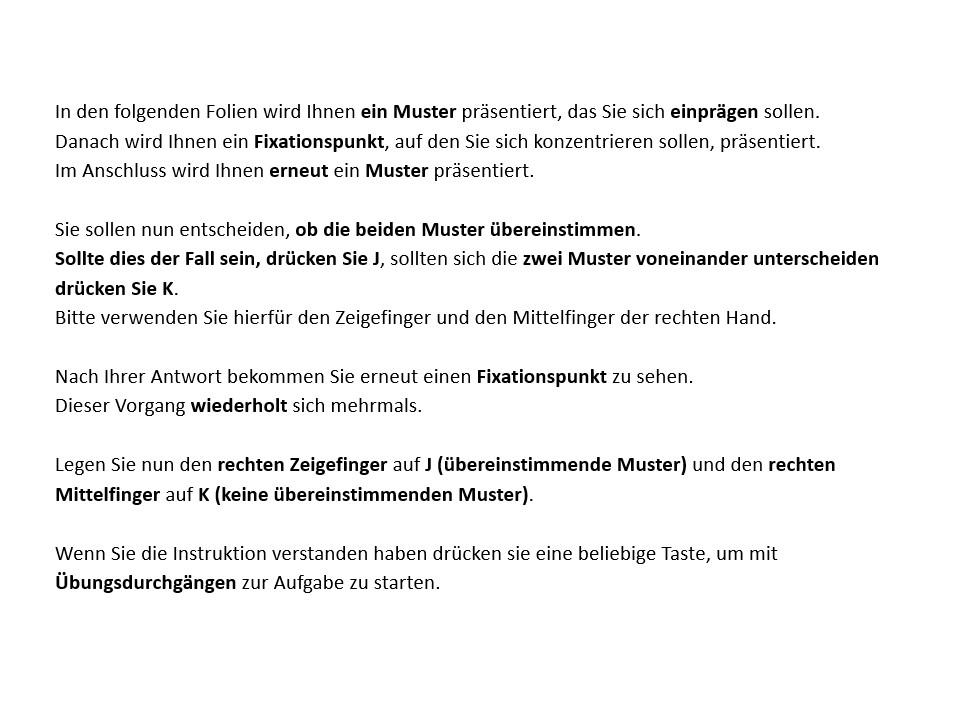 In den folgenden Folien wird Ihnen ein Muster präsentiert, das Sie sich einprägen sollen.
Danach wird Ihnen ein Fixationspunkt, auf den Sie sich konzentrieren sollen, präsentiert.
Im Anschluss wird Ihnen erneut ein Muster präsentiert.
Sie sollen nun entscheiden, ob die beiden Muster übereinstimmen.
Sollte dies der Fall sein, drücken Sie J, sollten sich die zwei Muster voneinander unterscheiden
drücken Sie K.
Bitte verwenden Sie hierfür den Zeigefinger und den Mittelfinger der rechten Hand.
Nach Ihrer Antwort bekommen Sie erneut einen Fixationspunkt zu sehen.
Dieser Vorgang wiederholt sich mehrmals.
Legen Sie nun den rechten Zeigefinger auf J (übereinstimmende Muster) und den rechten
Mittelfinger auf K (keine übereinstimmenden Muster).
Wenn Sie die Instruktion verstanden haben drücken sie eine beliebige Taste, um mit
Übungsdurchgängen zur Aufgabe zu starten.